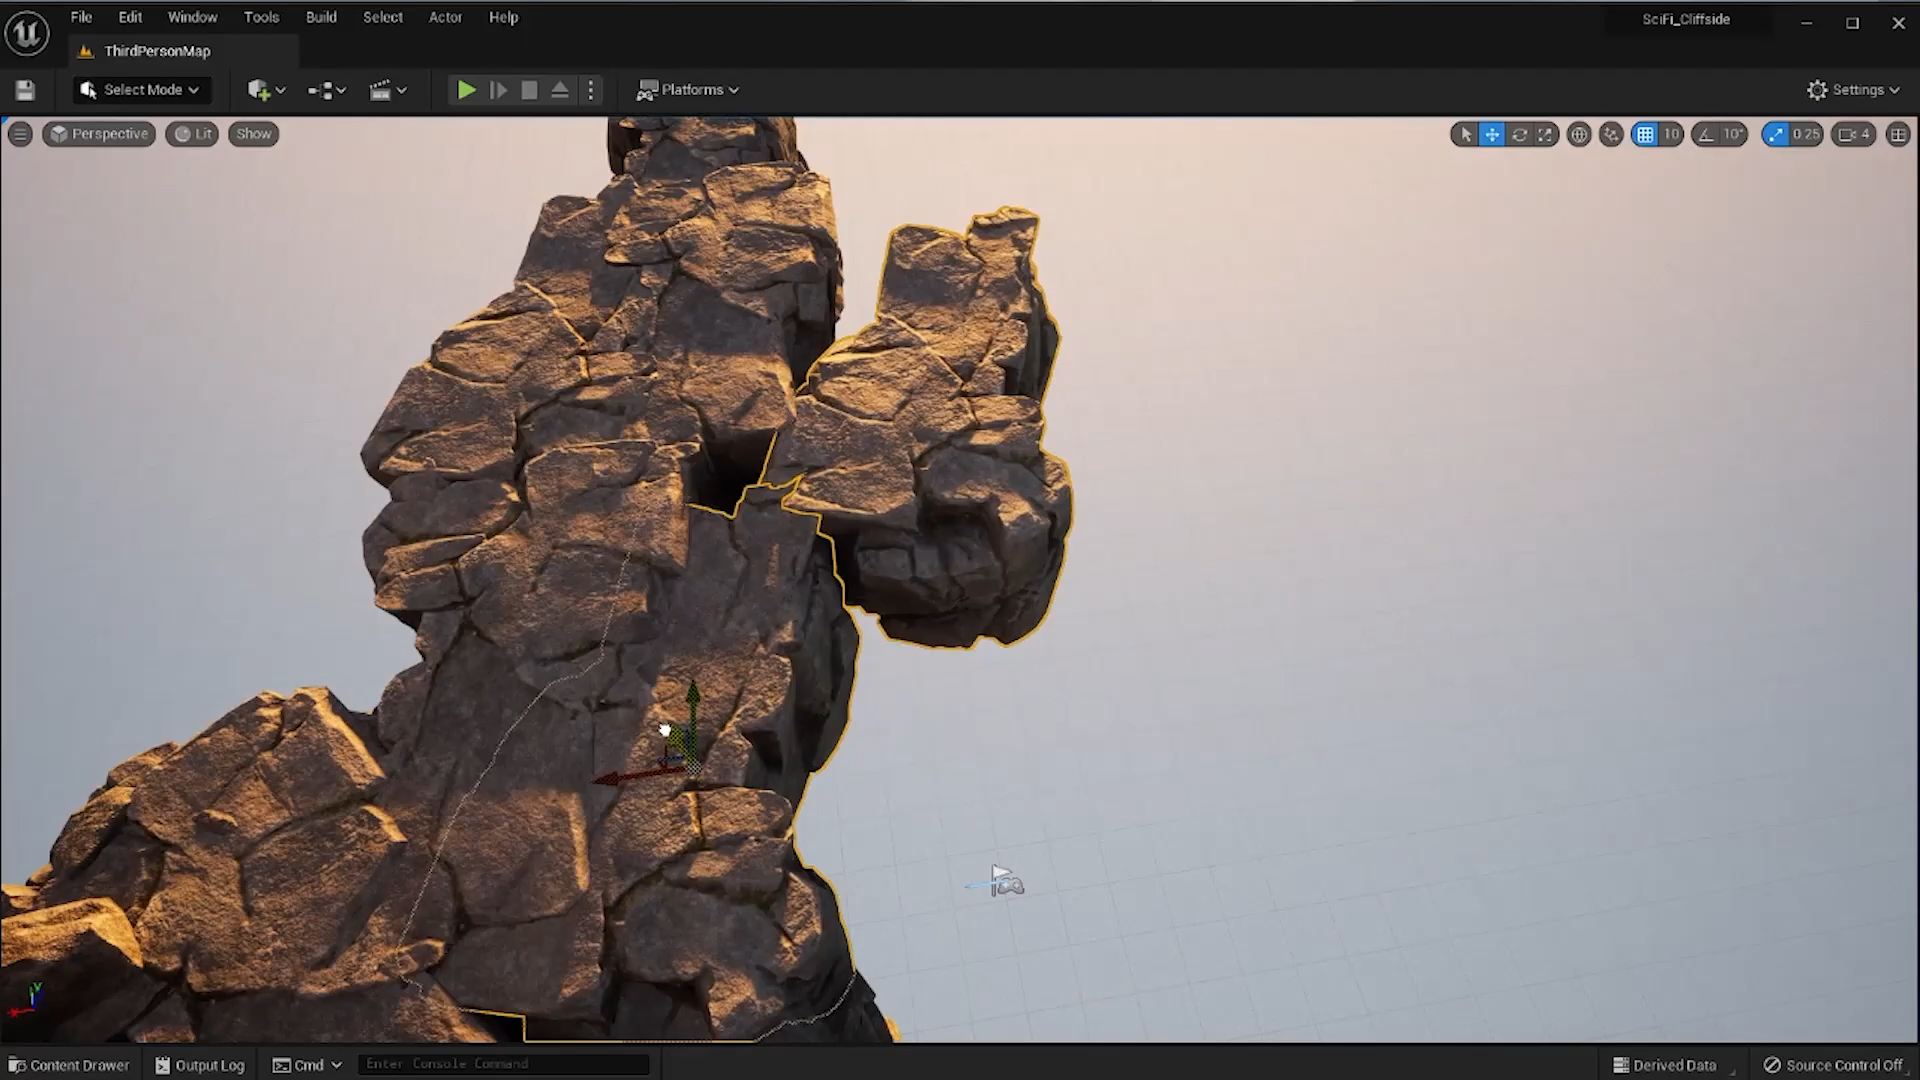 File Edit Window Tools Build Select Actor Help SciFi_Cliffside
ThirdPersonMap
Select Mode Platforms Settings
Perspective Lit Show 10 10° 0.25 4
Content Drawer Output Log Cmd Enter Console Command Derived Data Source Control Off